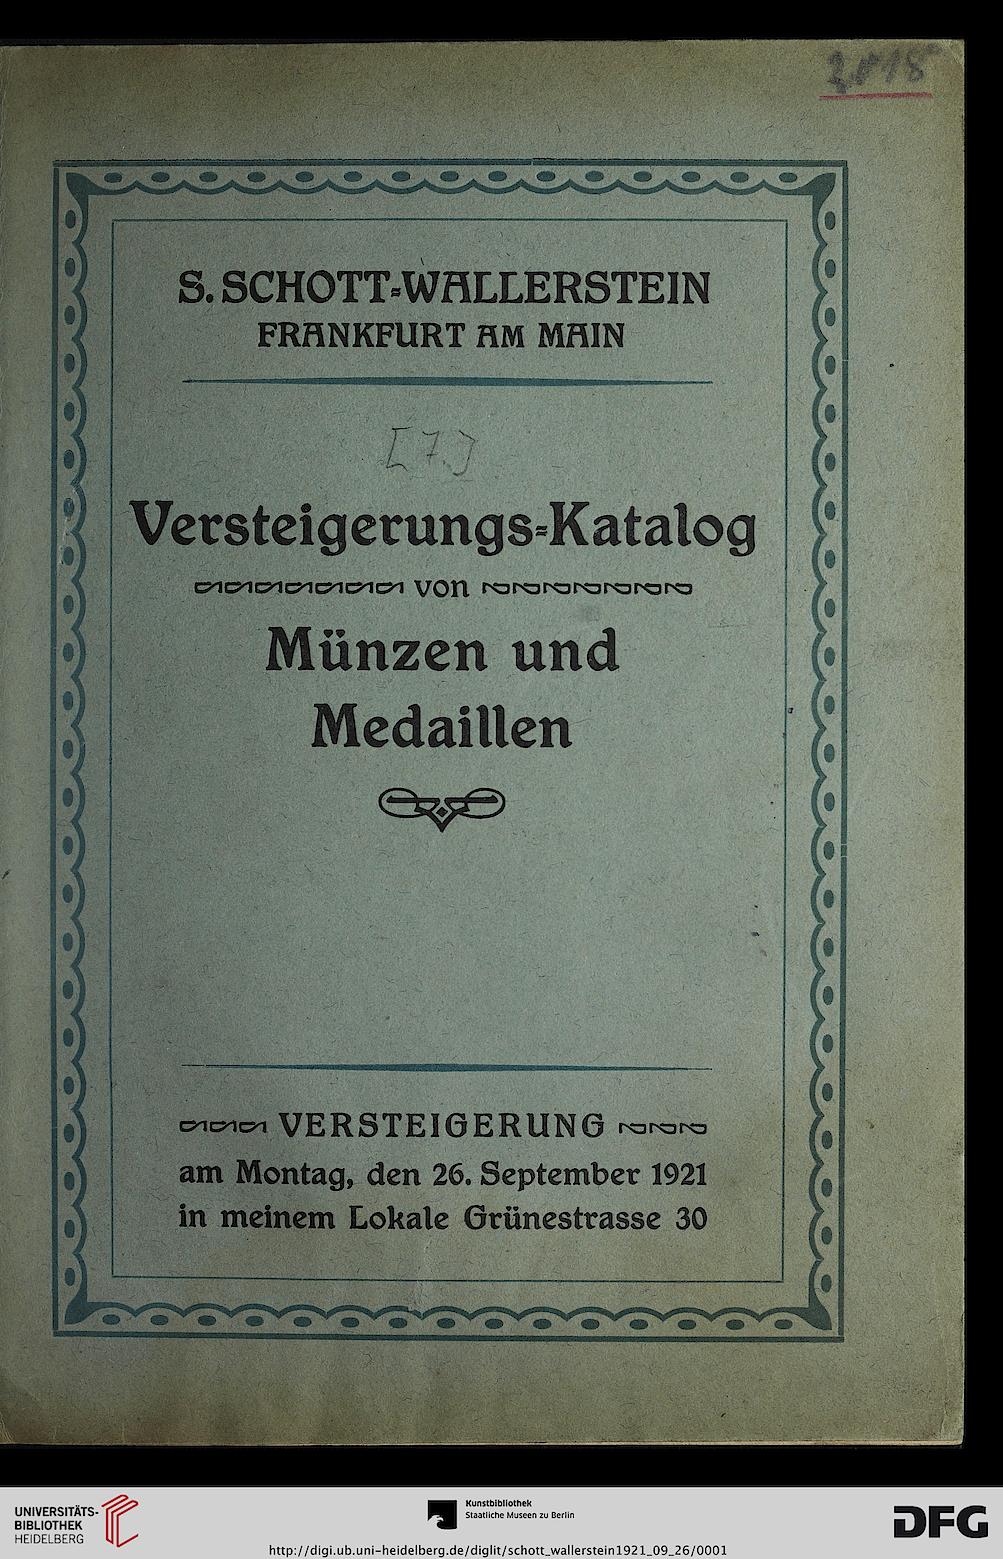 S. SCHOTT-WALLERSTEIN
FRANKFURT AM MAIN
[7.]
Versteigerungs-Katalog
von
Münzen und
Medaillen
VERSTEIGERUNG
am Montag, den 26. September 1921
in meinem Lokale Grünestrasse 30
UNIVERSITÄTS-
BIBLIOTHEK
HEIDELBERG
Kunstbibliothek
Staatliche Museen zu Berlin
DFG
http://digi.ub.uni-heidelberg.de/diglit/schott_wallerstein1921_09_26/0001